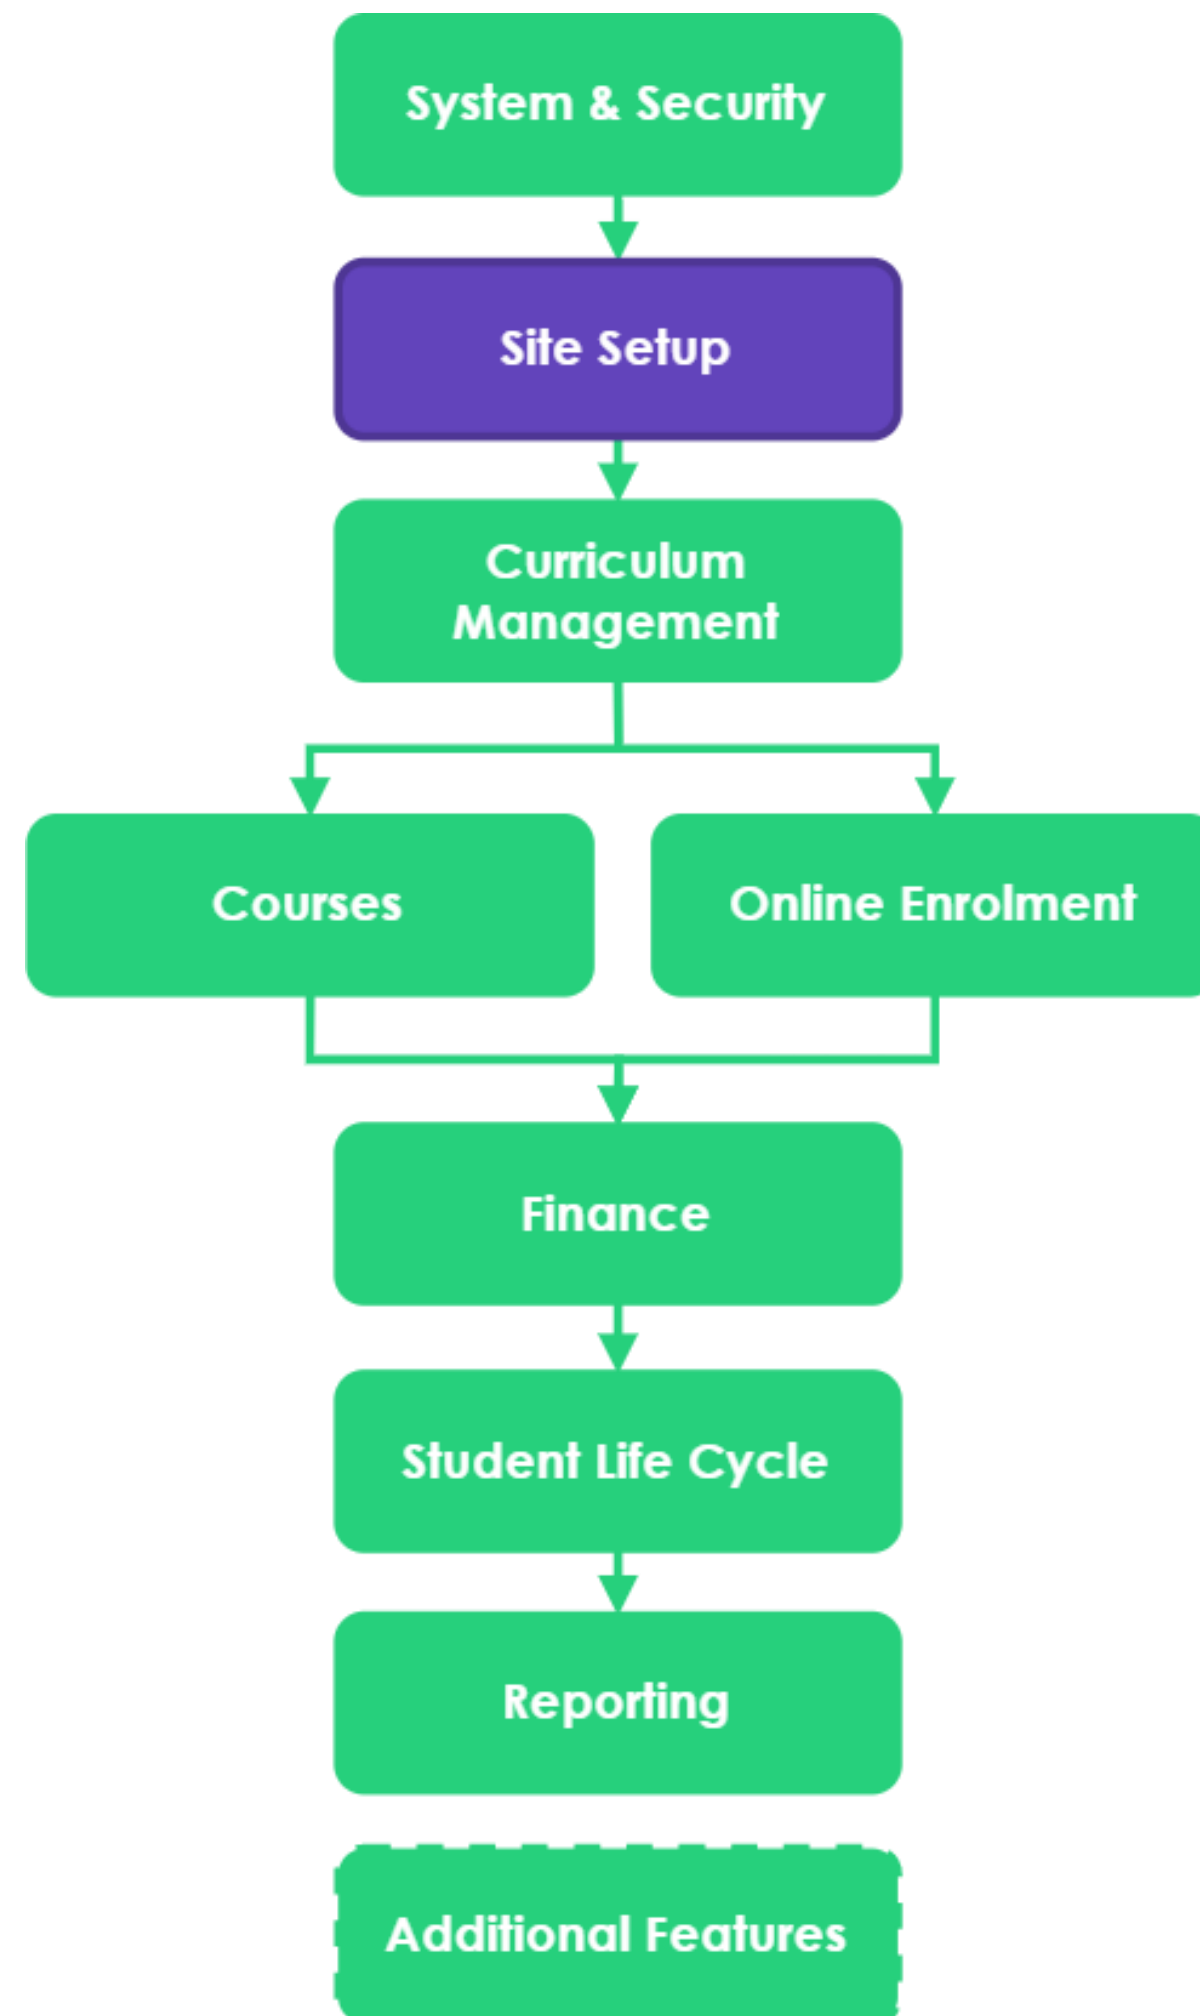 System & Security
Site Setup
Curriculum
Management
Courses
Online Enrolment
Finance
Student Life Cycle
Reporting
Additional Features